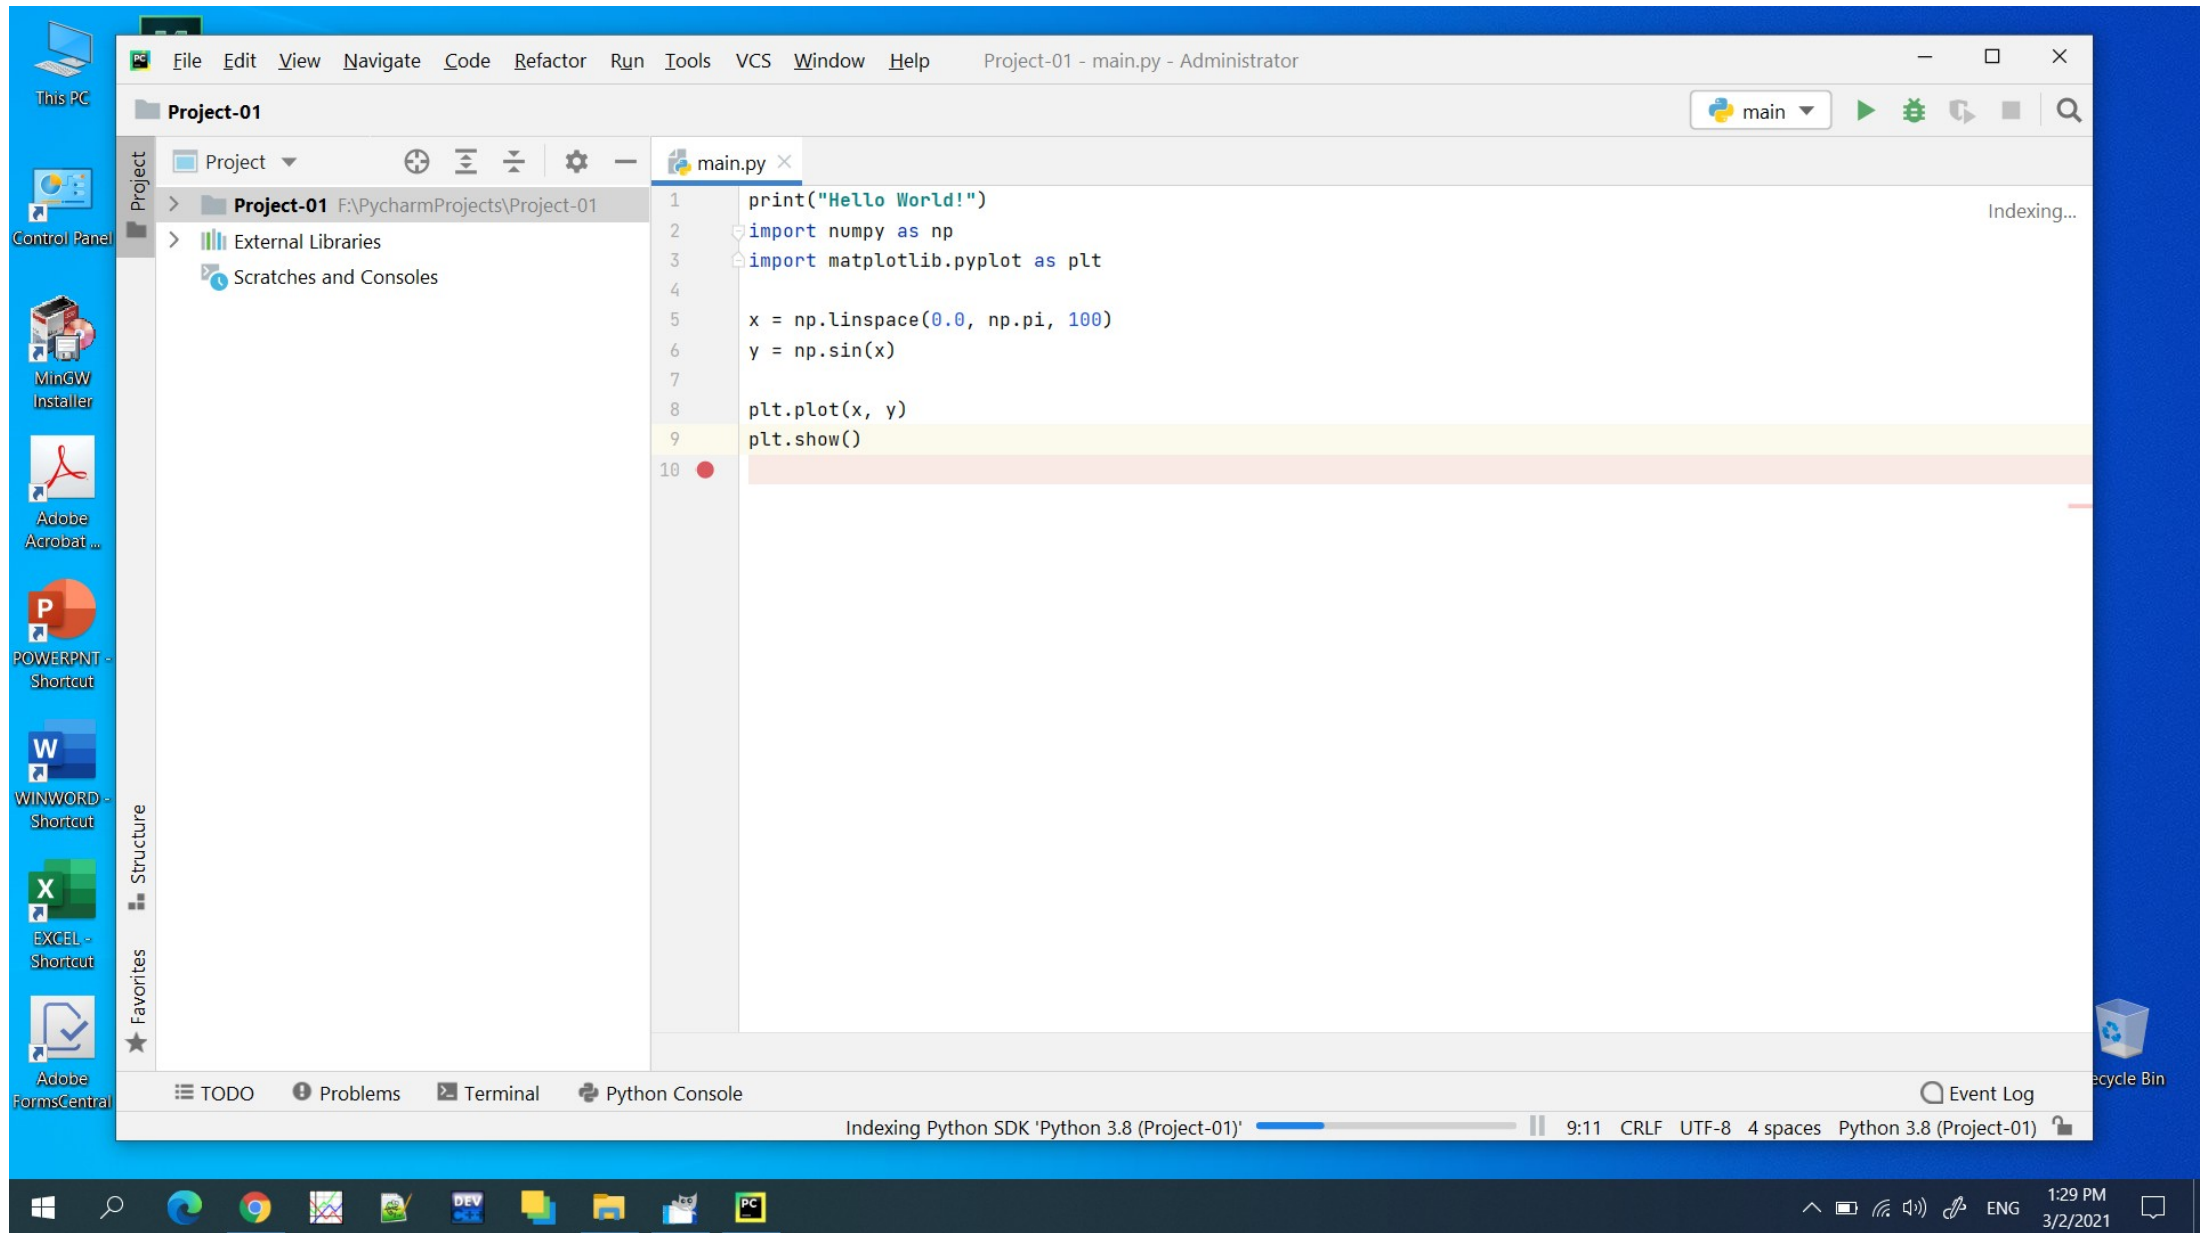 This PC
Control Panel
MinGW
Installer
Adobe
Acrobat ...
POWERPNT -
Shortcut
WINWORD -
Shortcut
EXCEL -
Shortcut
Adobe
FormsCentral
PC
File Edit View Navigate Code Refactor Run Tools VCS Window Help Project-01 - main.py - Administrator
Project-01
main
Project
Project
main.py
Project-01 F:\PycharmProjects\Project-01
External Libraries
Scratches and Consoles
Indexing...
1 print("Hello World!")
2 import numpy as np
3 import matplotlib.pyplot as plt
4
5 x = np.linspace(0.0, np.pi, 100)
6 y = np.sin(x)
7
8 plt.plot(x, y)
9 plt.show()
10
Structure
Favorites
TODO Problems Terminal Python Console Event Log
Indexing Python SDK 'Python 3.8 (Project-01)' 9:11 CRLF UTF-8 4 spaces Python 3.8 (Project-01)
ecycle Bin
DEV
C++
PC
ENG
1:29 PM
3/2/2021